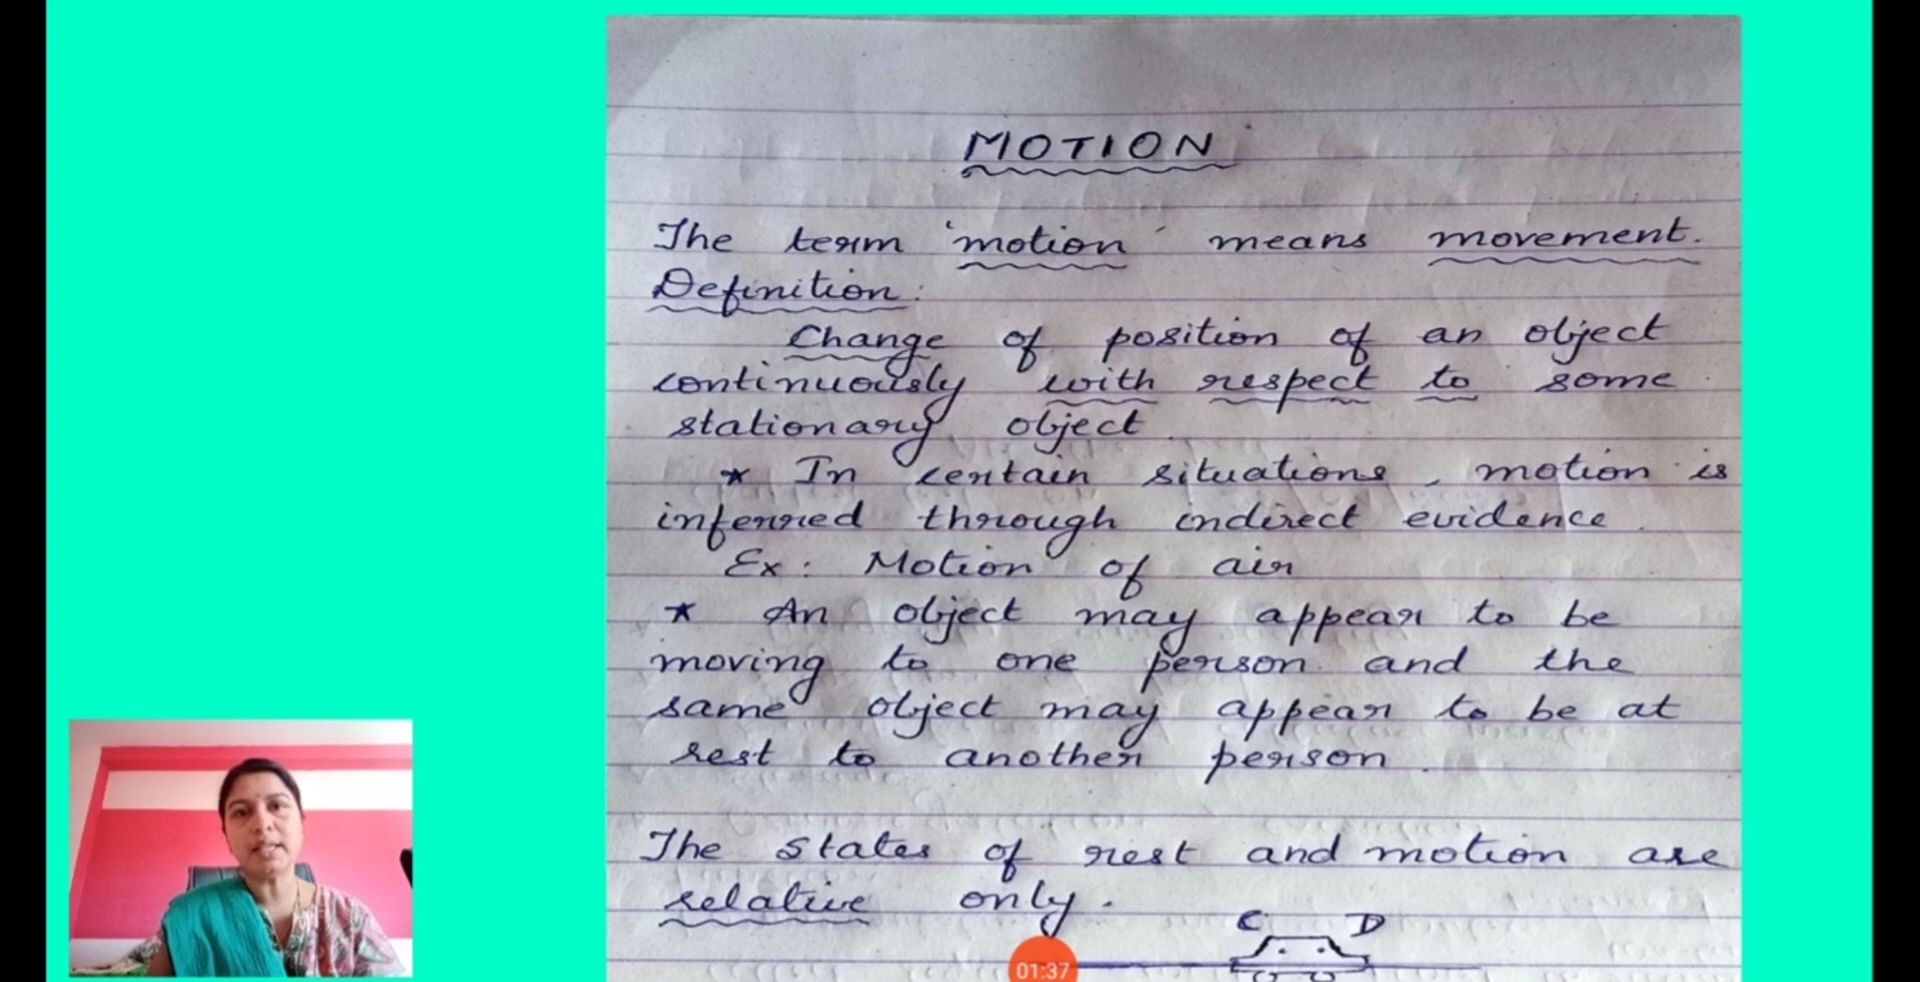 MOTION
The term 'motion' means movement.
Definition:
Change of position of an object
continuously with respect to some
stationary object.
* In certain situations, motion is
inferred through indirect evidence.
Ex: Motion of air
* An object may appear to be
moving to one person and the
same object may appear to be at
rest to another person.
The states of rest and motion are
relative only.
C D
01:37